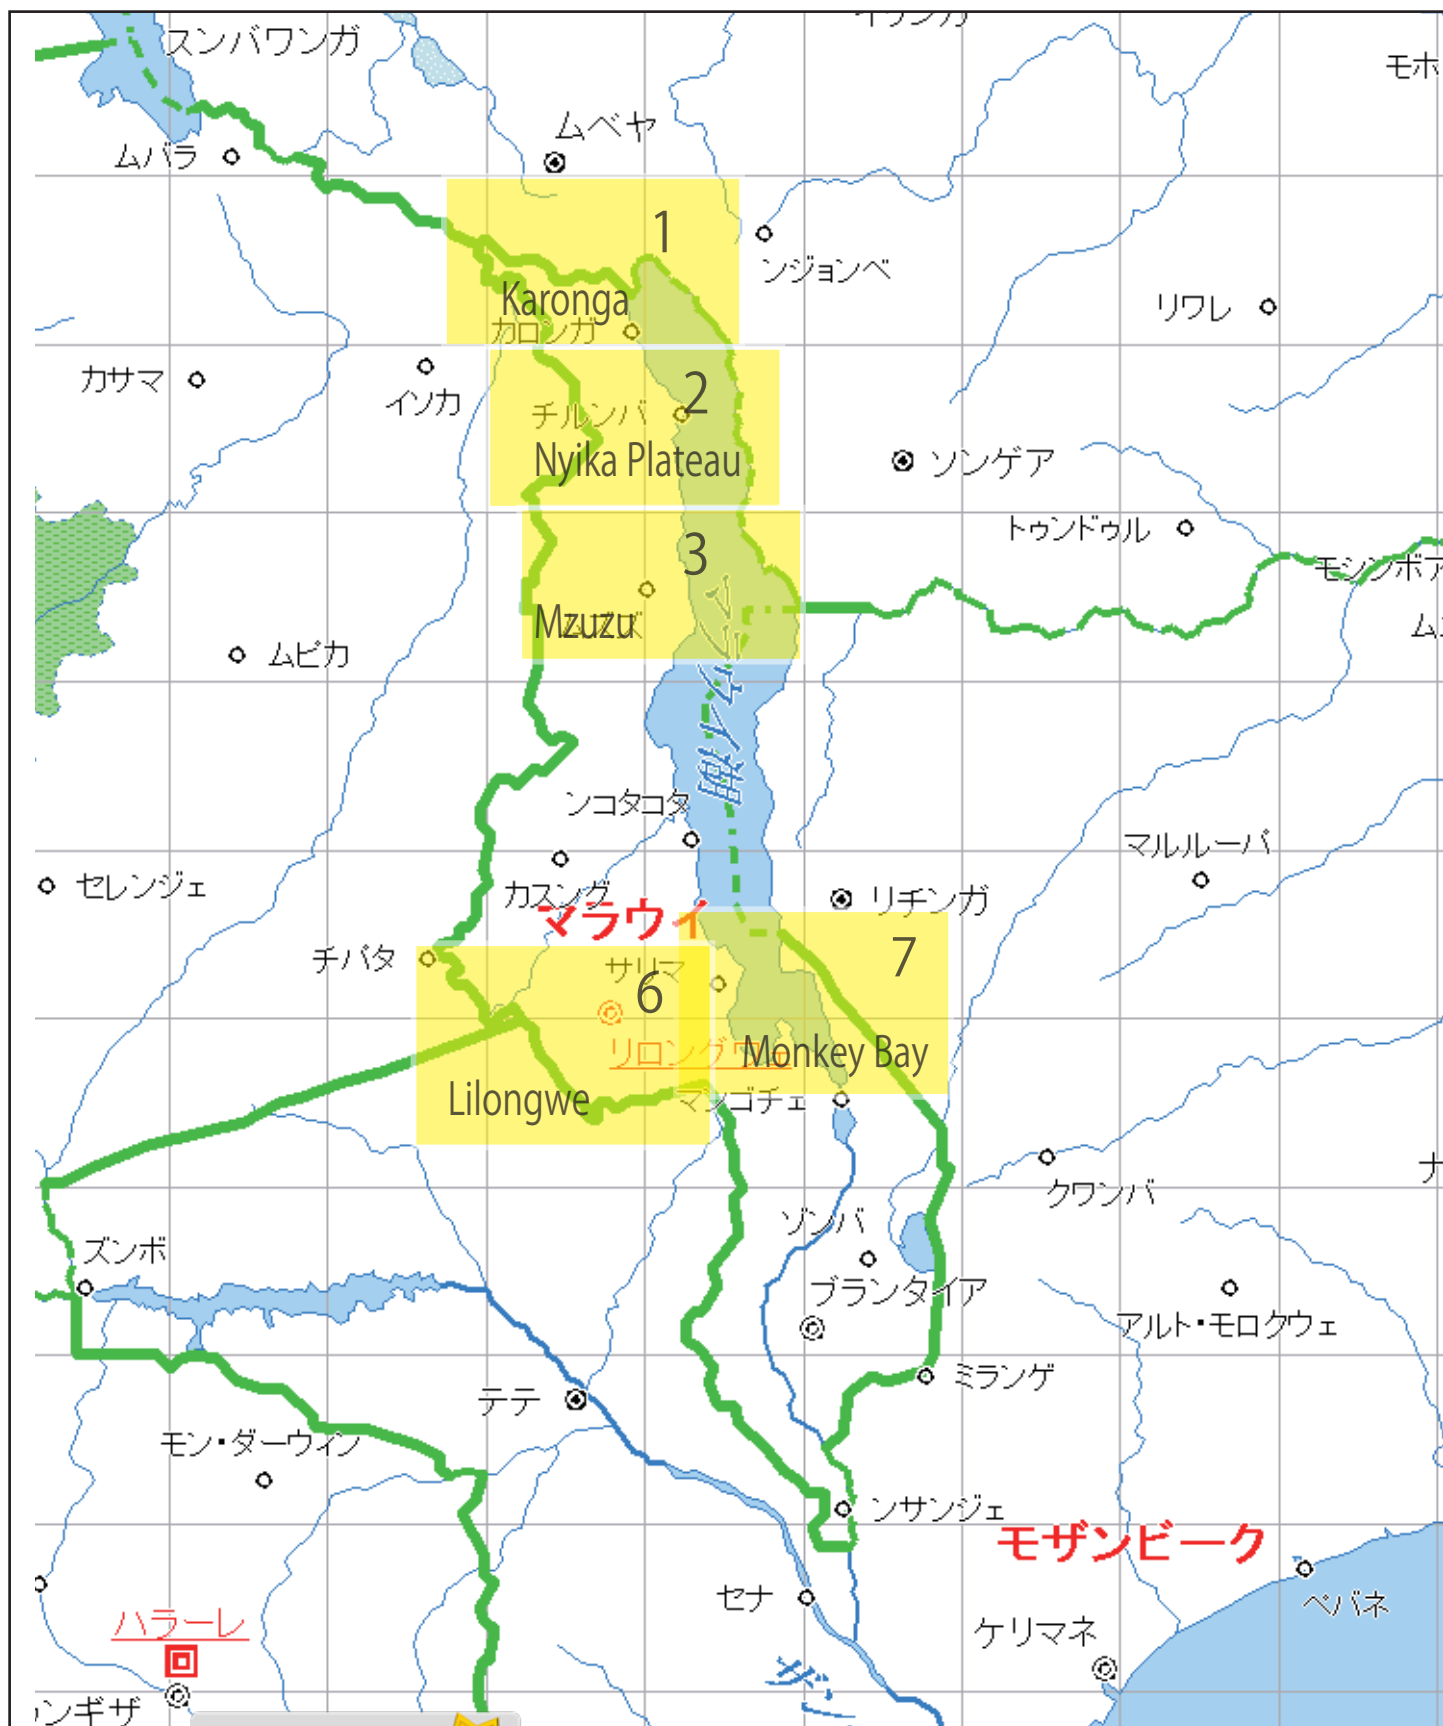 スンバワンガ
モホ
ムベヤ
ムバラ
1
ンジョンベ
Karonga
リワレ
カロンガ
カサマ
イソカ
2
チルンバ
Nyika Plateau
ソンゲア
トゥンドゥル
3
モシンボア
Mzuzu
ム
ムビカ
マラウイ湖
ンコタコタ
マルルーパ
セレンジェ
カスング
リチンガ
マラウィ
チパタ
サリマ
6
7
リロングウェ
Monkey Bay
Lilongwe
マンゴチェ
クワンバ
ナ
ゾンバ
ズンボ
ブランタイア
アルト・モロクウェ
ミランゲ
テテ
モン・ダーウィン
ンサンジェ
モザンビーク
セナ
ペバネ
ハラーレ
ケリマネ
ンギザ